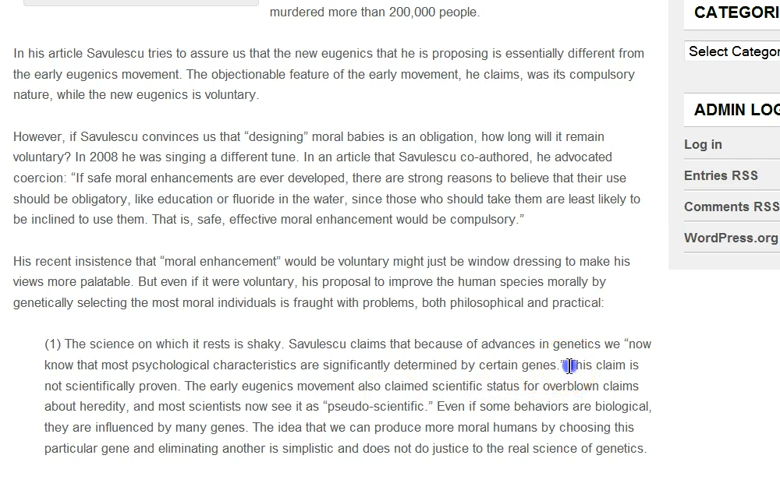 murdered more than 200,000 people.
In his article Savulescu tries to assure us that the new eugenics that he is proposing is essentially different from
the early eugenics movement. The objectionable feature of the early movement, he claims, was its compulsory
nature, while the new eugenics is voluntary.
However, if Savulescu convinces us that “designing” moral babies is an obligation, how long will it remain
voluntary? In 2008 he was singing a different tune. In an article that Savulescu co-authored, he advocated
coercion: “If safe moral enhancements are ever developed, there are strong reasons to believe that their use
should be obligatory, like education or fluoride in the water, since those who should take them are least likely to
be inclined to use them. That is, safe, effective moral enhancement would be compulsory.”
His recent insistence that “moral enhancement” would be voluntary might just be window dressing to make his
views more palatable. But even if it were voluntary, his proposal to improve the human species morally by
genetically selecting the most moral individuals is fraught with problems, both philosophical and practical:
(1) The science on which it rests is shaky. Savulescu claims that because of advances in genetics we “now
know that most psychological characteristics are significantly determined by certain genes.” This claim is
not scientifically proven. The early eugenics movement also claimed scientific status for overblown claims
about heredity, and most scientists now see it as “pseudo-scientific.” Even if some behaviors are biological,
they are influenced by many genes. The idea that we can produce more moral humans by choosing this
particular gene and eliminating another is simplistic and does not do justice to the real science of genetics.
CATEGORI
Select Categor
ADMIN LOG
Log in
Entries RSS
Comments RSS
WordPress.org